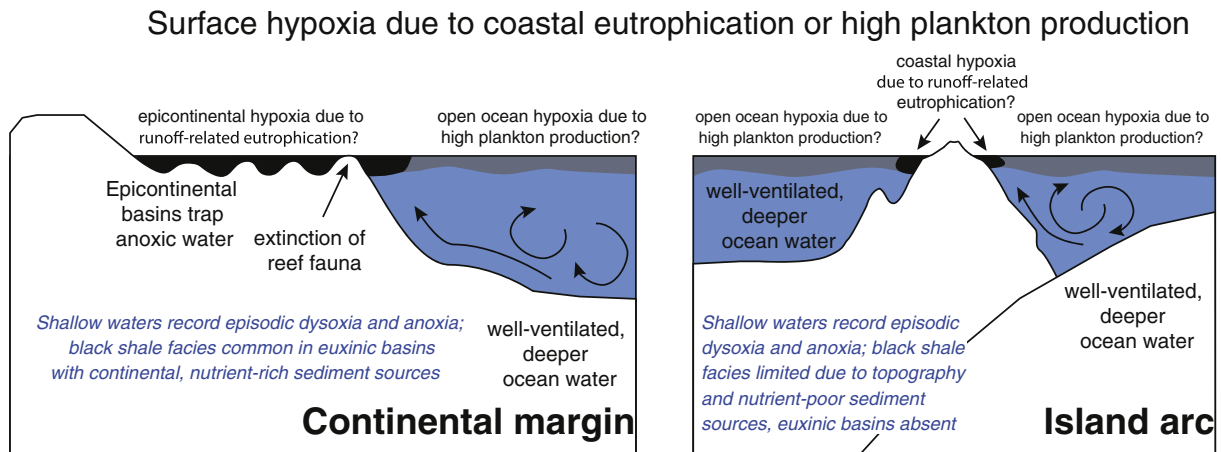 Surface hypoxia due to coastal eutrophication or high plankton production
epicontinental hypoxia due to
runoff-related eutrophication?
open ocean hypoxia due to
high plankton production?
Epicontinental
basins trap
anoxic water
extinction of
reef fauna
Shallow waters record episodic dysoxia and anoxia;
black shale facies common in euxinic basins
with continental, nutrient-rich sediment sources
well-ventilated,
deeper
ocean water
Continental margin
coastal hypoxia
due to runoff-related
eutrophication?
open ocean hypoxia due to
high plankton production?
open ocean hypoxia due to
high plankton production?
well-ventilated,
deeper
ocean water
well-ventilated,
deeper
ocean water
Shallow waters record episodic
dysoxia and anoxia; black shale
facies limited due to topography
and nutrient-poor sediment
sources, euxinic basins absent
Island arc